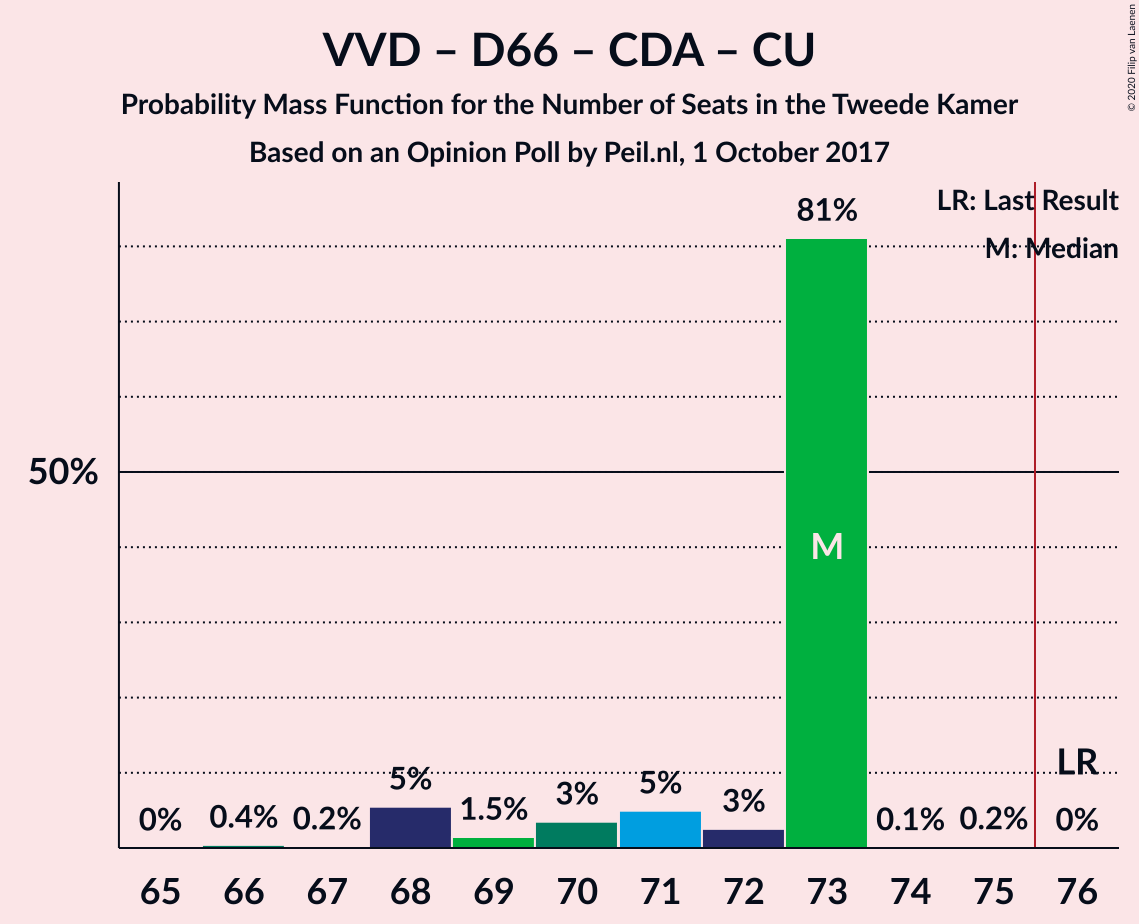 VVD – D66 – CDA – CU
Probability Mass Function for the Number of Seats in the Tweede Kamer
Based on an Opinion Poll by Peil.nl, 1 October 2017
© 2020 Filip van Laenen
LR: Last Result
M: Median
81%
50%
M
LR
0%
0.4%
0.2%
5%
1.5%
3%
5%
3%
0.1%
0.2%
0%
65 66 67 68 69 70 71 72 73 74 75 76